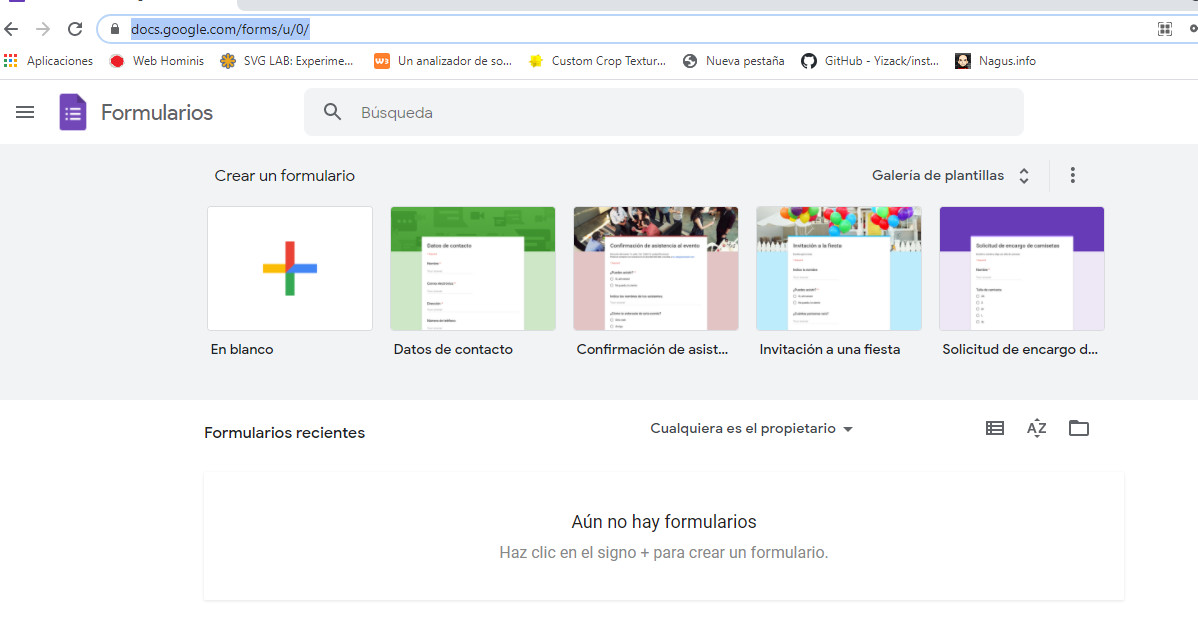 docs.google.com/forms/u/0/
Aplicaciones Web Hominis SVG LAB: Experime... Un analizador de so... Custom Crop Textur... Nueva pestaña GitHub - Yizack/inst... Nagus.info
Formularios Búsqueda
Crear un formulario Galería de plantillas
Datos de contacto Confirmación de asistencia al evento Invitación a la fiesta Solicitud de encargo de camisetas
En blanco Datos de contacto Confirmación de asist... Invitación a una fiesta Solicitud de encargo d...
Formularios recientes Cualquiera es el propietario AZ
Aún no hay formularios
Haz clic en el signo + para crear un formulario.